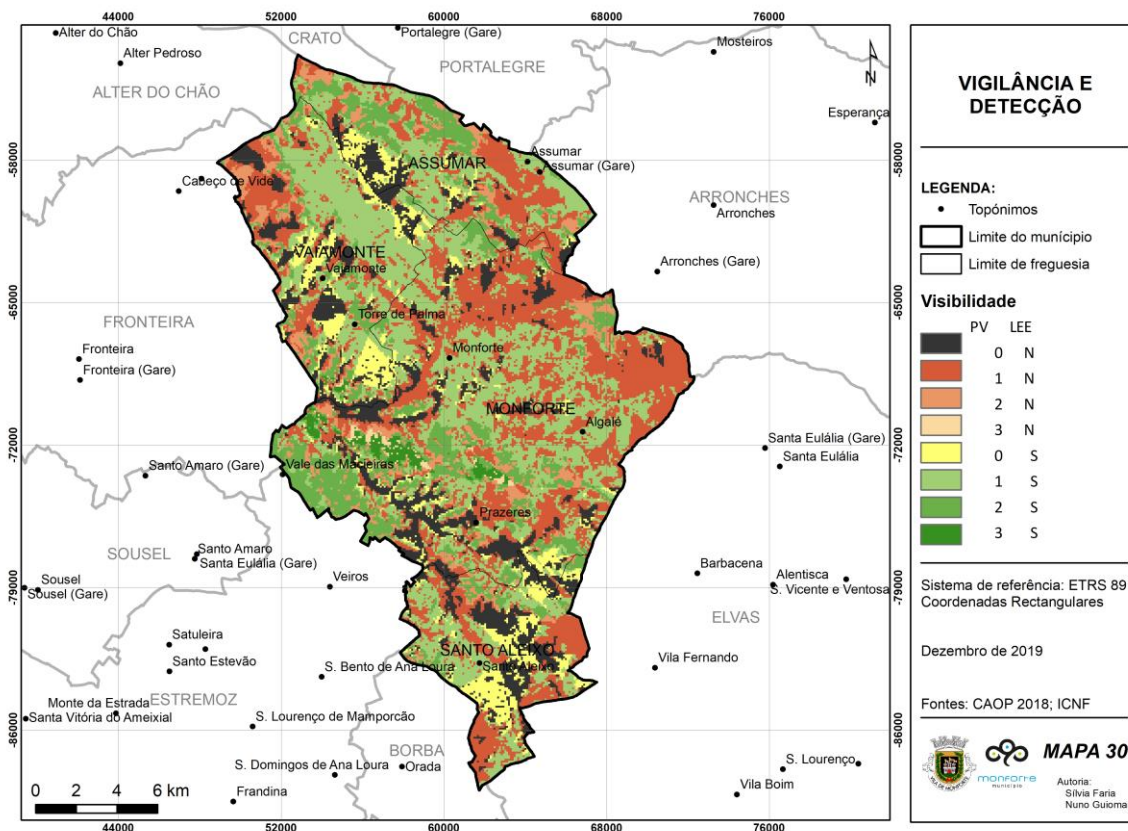 44000 52000 60000 68000 76000
Alter do Chão
CRATO
Portalegre (Gare)
Mosteiros
Alter Pedroso
PORTALEGRE
N
ALTER DO CHÃO
Esperança
-58000
-58000
ASSUMAR
Assumar
Assumar (Gare)
Cabeço de Vide
ARRONCHES
Arronches
VAIAMONTE
Vaiamonte
Arronches (Gare)
-65000
-65000
FRONTEIRA
Torre de Palma
Fronteira
Monforte
Fronteira (Gare)
MONFORTE
Algalé
-72000
-72000
Santa Eulália (Gare)
Santo Amaro (Gare)
Vale das Macieiras
Santa Eulália
Prazeres
SOUSEL
Santo Amaro
Santa Eulália (Gare)
Sousel
Sousel (Gare)
Veiros
Barbacena
Alentisca
S. Vicente e Ventosa
-79000
-79000
ELVAS
Satuleira
SANTO ALEIXO
Santo Aleixo
Santo Estevão
S. Bento de Ana Loura
Vila Fernando
ESTREMOZ
Monte da Estrada
Santa Vitória do Ameixial
S. Lourenço de Mamporcão
-86000
-86000
BORBA
Orada
S. Domingos de Ana Loura
S. Lourenço
Vila Boim
Frandina
0 2 4 6 km
44000 52000 60000 68000 76000
VIGILÂNCIA E
DETECÇÃO
LEGENDA:
Topónimos
Limite do munícipio
Limite de freguesia
Visibilidade
PV LEE
0 N
1 N
2 N
3 N
0 S
1 S
2 S
3 S
Sistema de referência: ETRS 89
Coordenadas Rectangulares
Dezembro de 2019
Fontes: CAOP 2018; ICNF
VILA DE MONFORTE
monforte
município
MAPA 30
Autoria:
Sílvia Faria
Nuno Guiomar